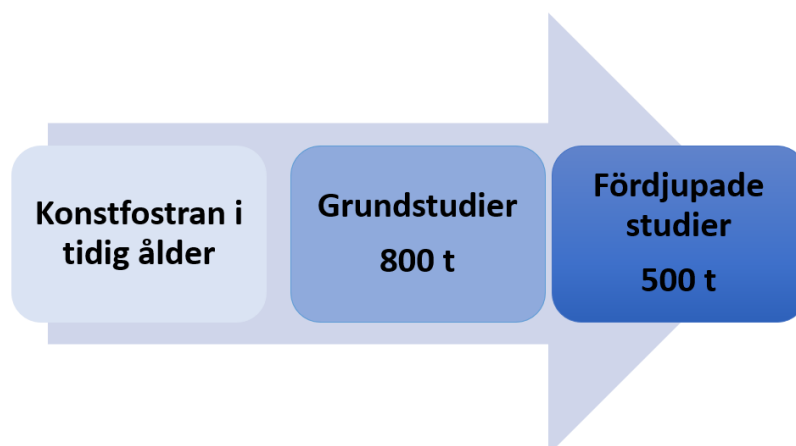 Konstfostran i
tidig ålder
Grundstudier
800 t
Fördjupade
studier
500 t